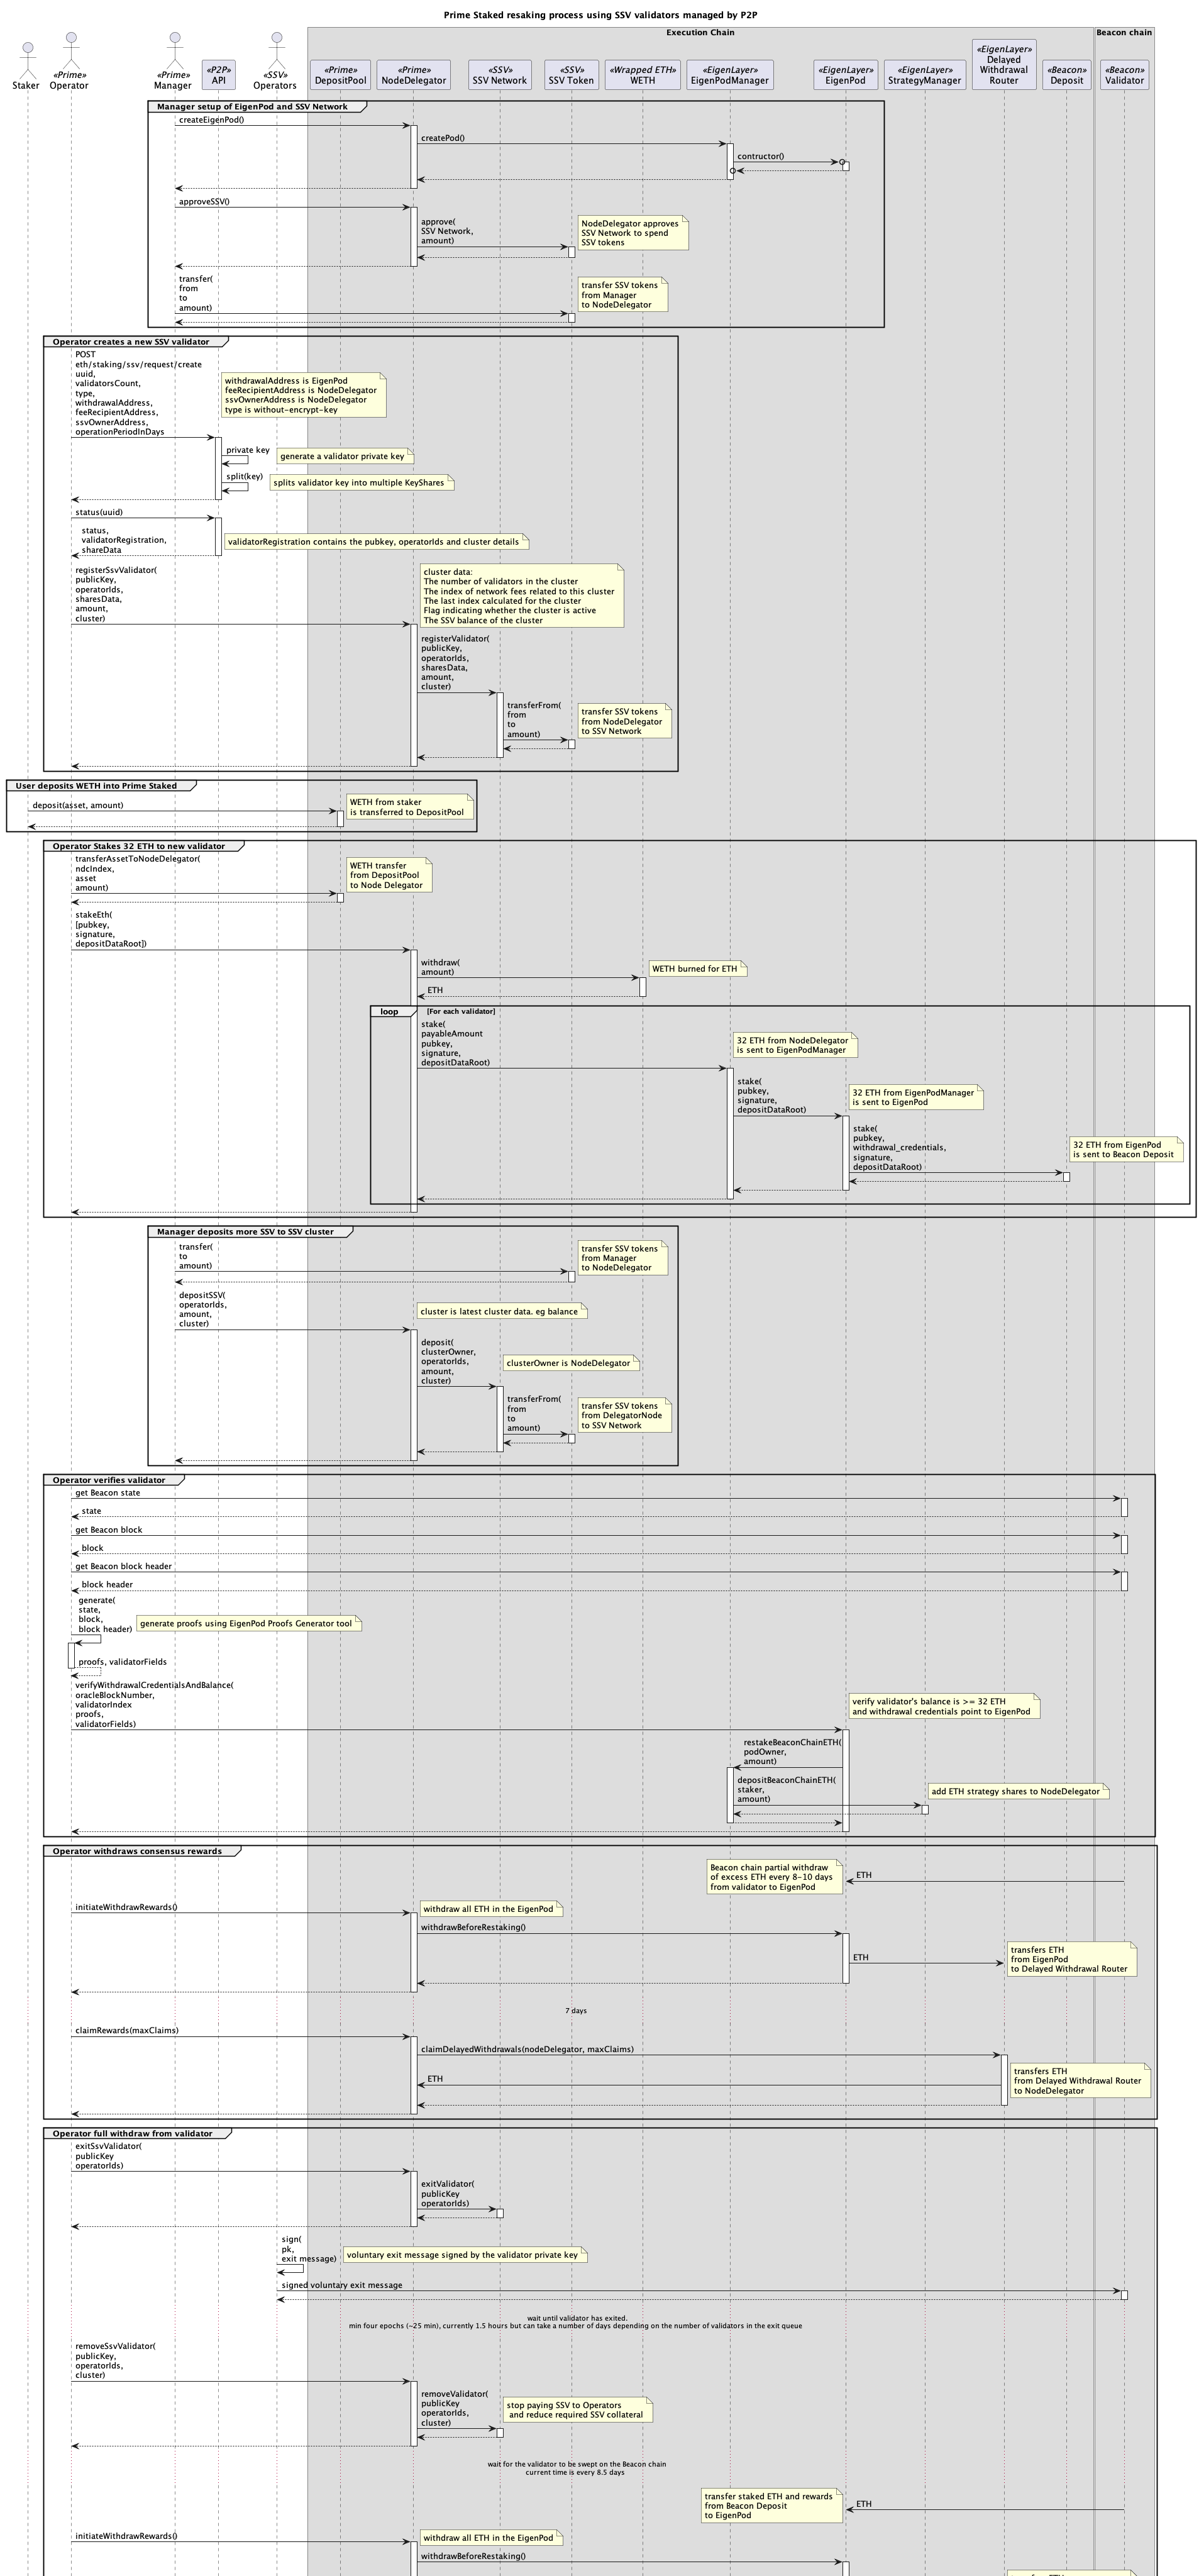 Prime Staked resaking process using SSV validators managed by P2P
Execution Chain
Beacon chain
Staker
«Prime»
Operator
«Prime»
Manager
«P2P»
API
«SSV»
Operators
«Prime»
DepositPool
«Prime»
NodeDelegator
«SSV»
SSV Network
«SSV»
SSV Token
«Wrapped ETH»
WETH
«EigenLayer»
EigenPodManager
«EigenLayer»
EigenPod
«EigenLayer»
StrategyManager
«EigenLayer»
Delayed
Withdrawal
Router
«Beacon»
Deposit
«Beacon»
Validator
Manager setup of EigenPod and SSV Network
createEigenPod()
createPod()
contructor()
approveSSV()
approve(
SSV Network,
amount)
NodeDelegator approves
SSV Network to spend
SSV tokens
transfer(
from
to
amount)
transfer SSV tokens
from Manager
to NodeDelegator
Operator creates a new SSV validator
POST
eth/staking/ssv/request/create
uuid,
validatorsCount,
type,
withdrawalAddress,
feeRecipientAddress,
ssvOwnerAddress,
operationPeriodInDays
withdrawalAddress is EigenPod
feeRecipientAddress is NodeDelegator
ssvOwnerAddress is NodeDelegator
type is without-encrypt-key
private key
generate a validator private key
split(key)
splits validator key into multiple KeyShares
status(uuid)
status,
validatorRegistration,
shareData
validatorRegistration contains the pubkey, operatorIds and cluster details
registerSsvValidator(
publicKey,
operatorIds,
sharesData,
amount,
cluster)
cluster data:
The number of validators in the cluster
The index of network fees related to this cluster
The last index calculated for the cluster
Flag indicating whether the cluster is active
The SSV balance of the cluster
registerValidator(
publicKey,
operatorIds,
sharesData,
amount,
cluster)
transferFrom(
from
to
amount)
transfer SSV tokens
from NodeDelegator
to SSV Network
User deposits WETH into Prime Staked
deposit(asset, amount)
WETH from staker
is transferred to DepositPool
Operator Stakes 32 ETH to new validator
transferAssetToNodeDelegator(
ndcIndex,
asset
amount)
WETH transfer
from DepositPool
to Node Delegator
stakeEth(
[pubkey,
signature,
depositDataRoot])
withdraw(
amount)
WETH burned for ETH
ETH
loop
[For each validator]
stake(
payableAmount
pubkey,
signature,
depositDataRoot)
32 ETH from NodeDelegator
is sent to EigenPodManager
stake(
pubkey,
signature,
depositDataRoot)
32 ETH from EigenPodManager
is sent to EigenPod
stake(
pubkey,
withdrawal_credentials,
signature,
depositDataRoot)
32 ETH from EigenPod
is sent to Beacon Deposit
Manager deposits more SSV to SSV cluster
transfer(
to
amount)
transfer SSV tokens
from Manager
to NodeDelegator
depositSSV(
operatorIds,
amount,
cluster)
cluster is latest cluster data. eg balance
deposit(
clusterOwner,
operatorIds,
amount,
cluster)
clusterOwner is NodeDelegator
transferFrom(
from
to
amount)
transfer SSV tokens
from DelegatorNode
to SSV Network
Operator verifies validator
get Beacon state
state
get Beacon block
block
get Beacon block header
block header
generate(
state,
block,
block header)
generate proofs using EigenPod Proofs Generator tool
proofs, validatorFields
verifyWithdrawalCredentialsAndBalance(
oracleBlockNumber,
validatorIndex
proofs,
validatorFields)
verify validator's balance is >= 32 ETH
and withdrawal credentials point to EigenPod
restakeBeaconChainETH(
podOwner,
amount)
depositBeaconChainETH(
staker,
amount)
add ETH strategy shares to NodeDelegator
Operator withdraws consensus rewards
Beacon chain partial withdraw
of excess ETH every 8-10 days
from validator to EigenPod
ETH
initiateWithdrawRewards()
withdraw all ETH in the EigenPod
withdrawBeforeRestaking()
ETH
transfers ETH
from EigenPod
to Delayed Withdrawal Router
7 days
claimRewards(maxClaims)
claimDelayedWithdrawals(nodeDelegator, maxClaims)
ETH
transfers ETH
from Delayed Withdrawal Router
to NodeDelegator
Operator full withdraw from validator
exitSsvValidator(
publicKey
operatorIds)
exitValidator(
publicKey
operatorIds)
sign(
pk,
exit message)
voluntary exit message signed by the validator private key
signed voluntary exit message
wait until validator has exited.
min four epochs (~25 min), currently 1.5 hours but can take a number of days depending on the number of validators in the exit queue
removeSsvValidator(
publicKey,
operatorIds,
cluster)
removeValidator(
publicKey
operatorIds,
cluster)
stop paying SSV to Operators
and reduce required SSV collateral
wait for the validator to be swept on the Beacon chain
current time is every 8.5 days
transfer staked ETH and rewards
from Beacon Deposit
to EigenPod
ETH
initiateWithdrawRewards()
withdraw all ETH in the EigenPod
withdrawBeforeRestaking()